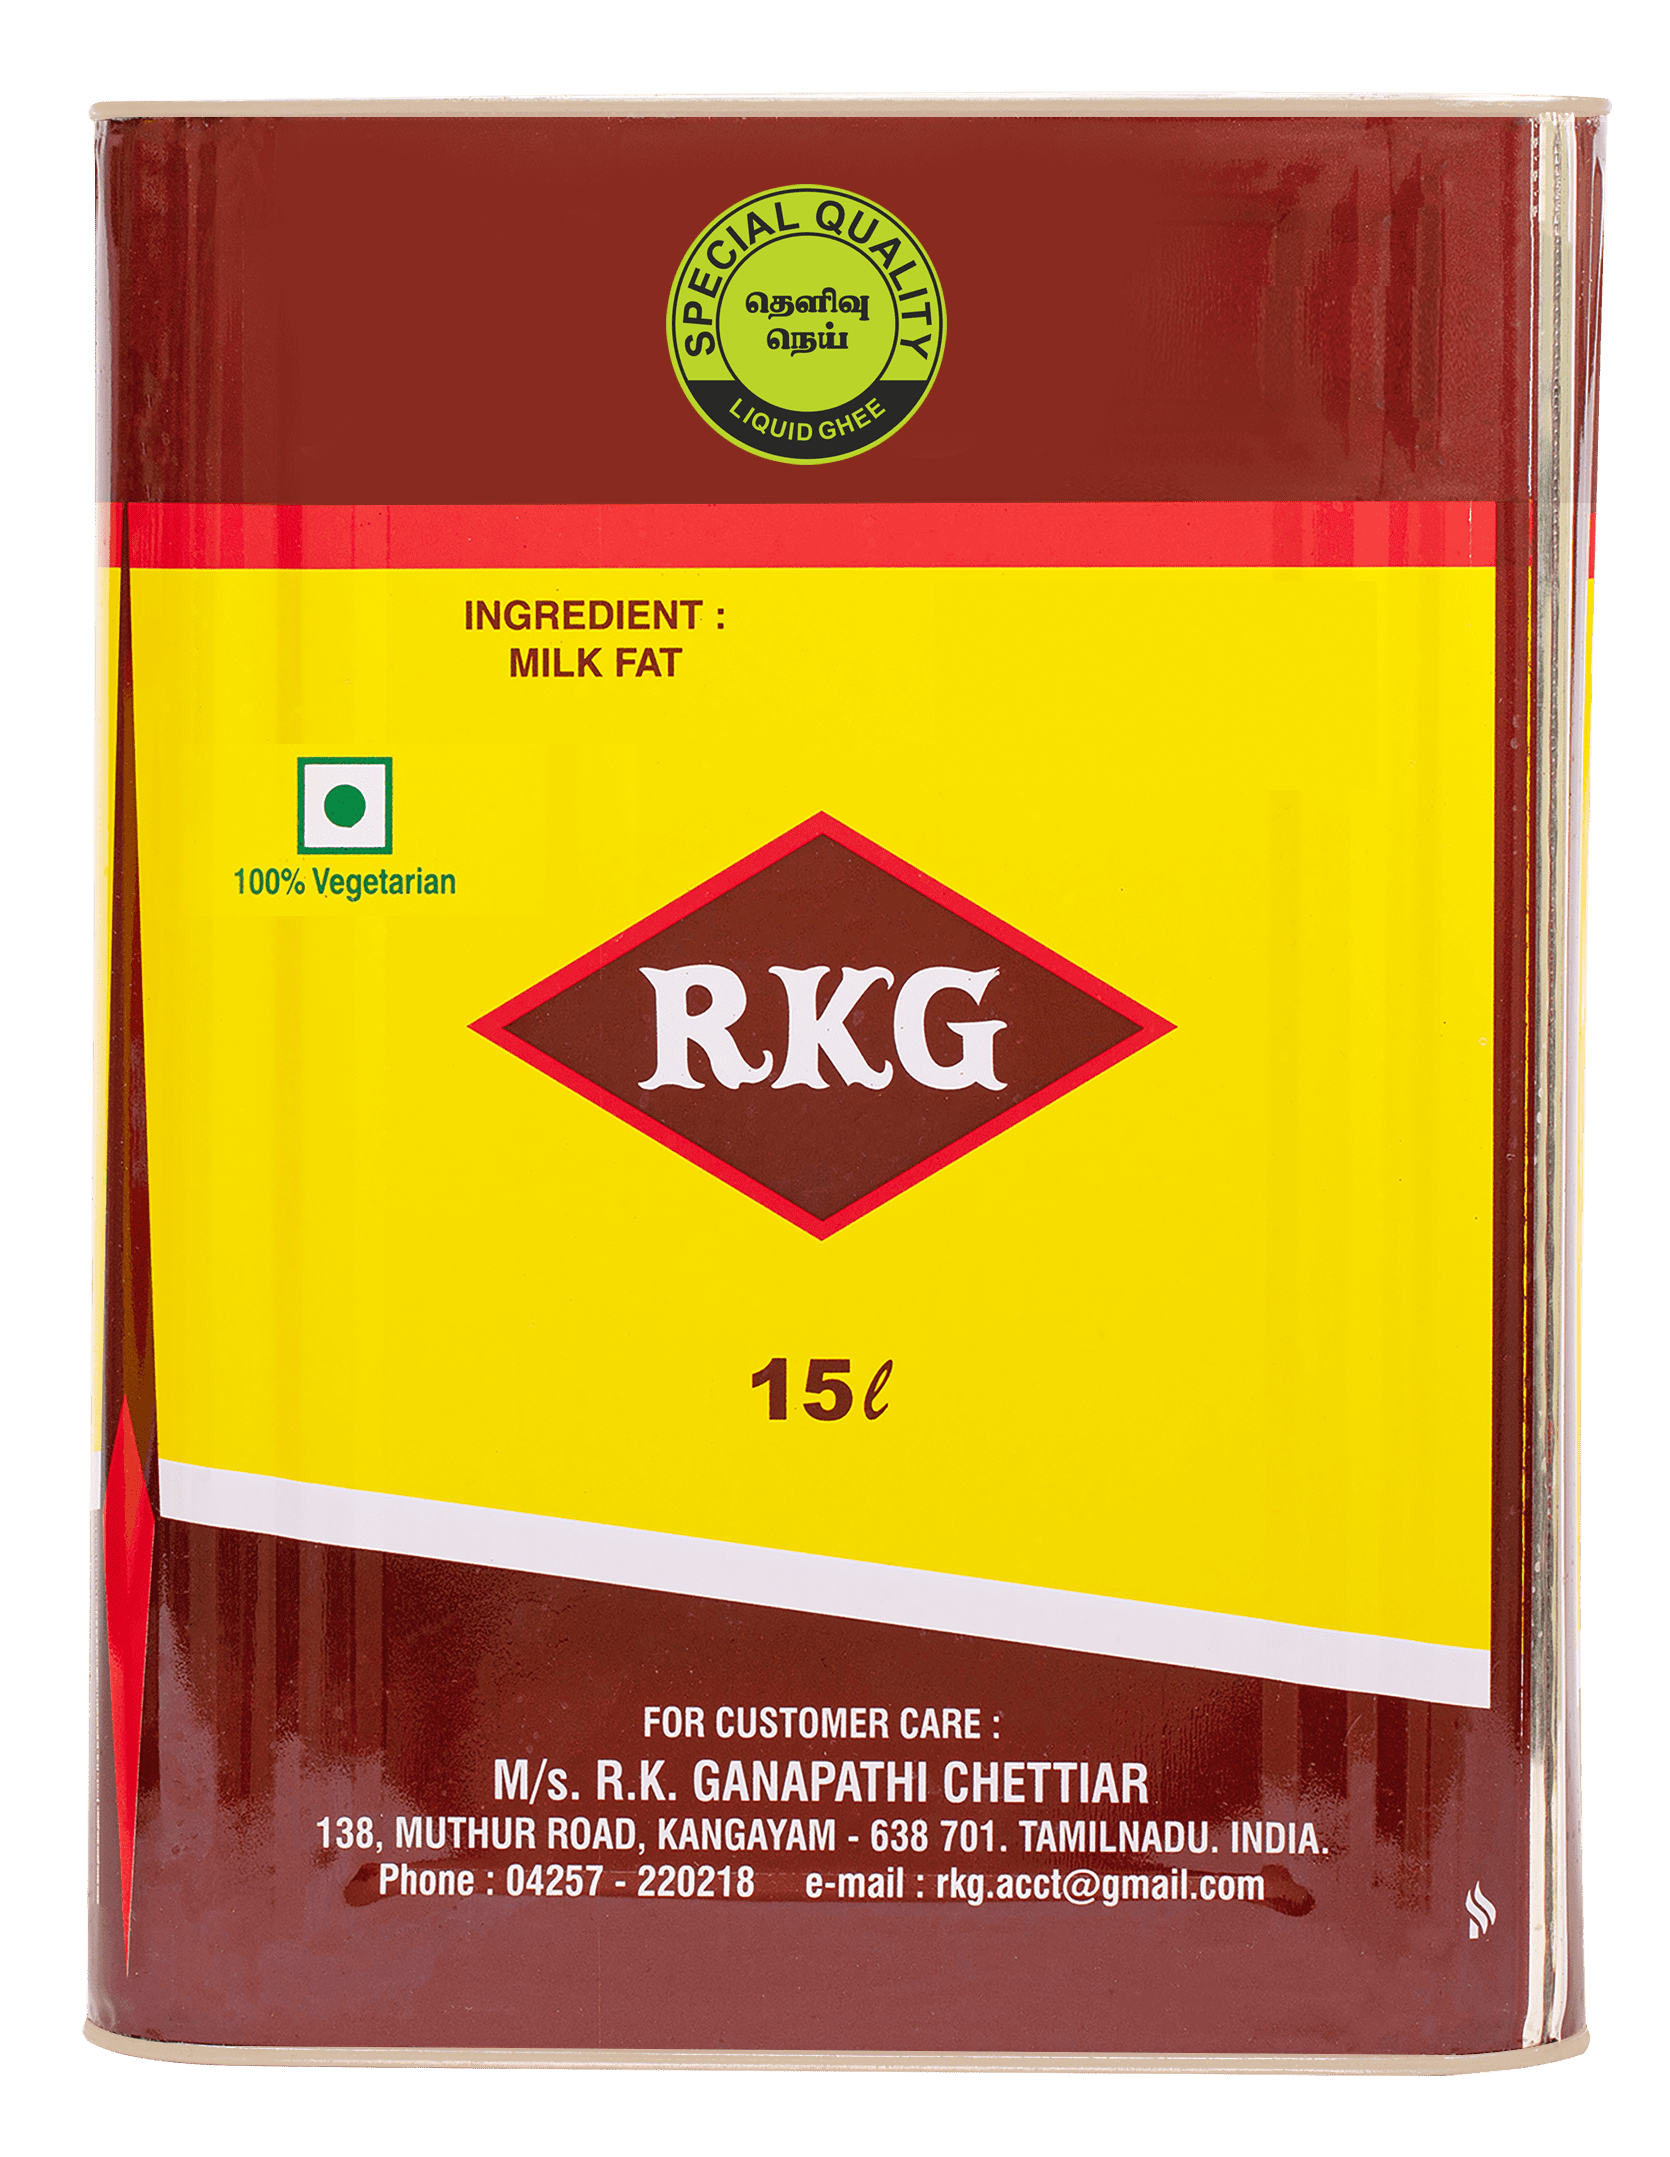 SPECIAL QUALITY
தெளிவு
நெய்
LIQUID GHEE
INGREDIENT :
MILK FAT
100% Vegetarian
RKG
15ℓ
FOR CUSTOMER CARE :
M/s. R.K. GANAPATHI CHETTIAR
138, MUTHUR ROAD, KANGAYAM - 638 701. TAMILNADU. INDIA.
Phone : 04257 - 220218 e-mail : rkg.acct@gmail.com